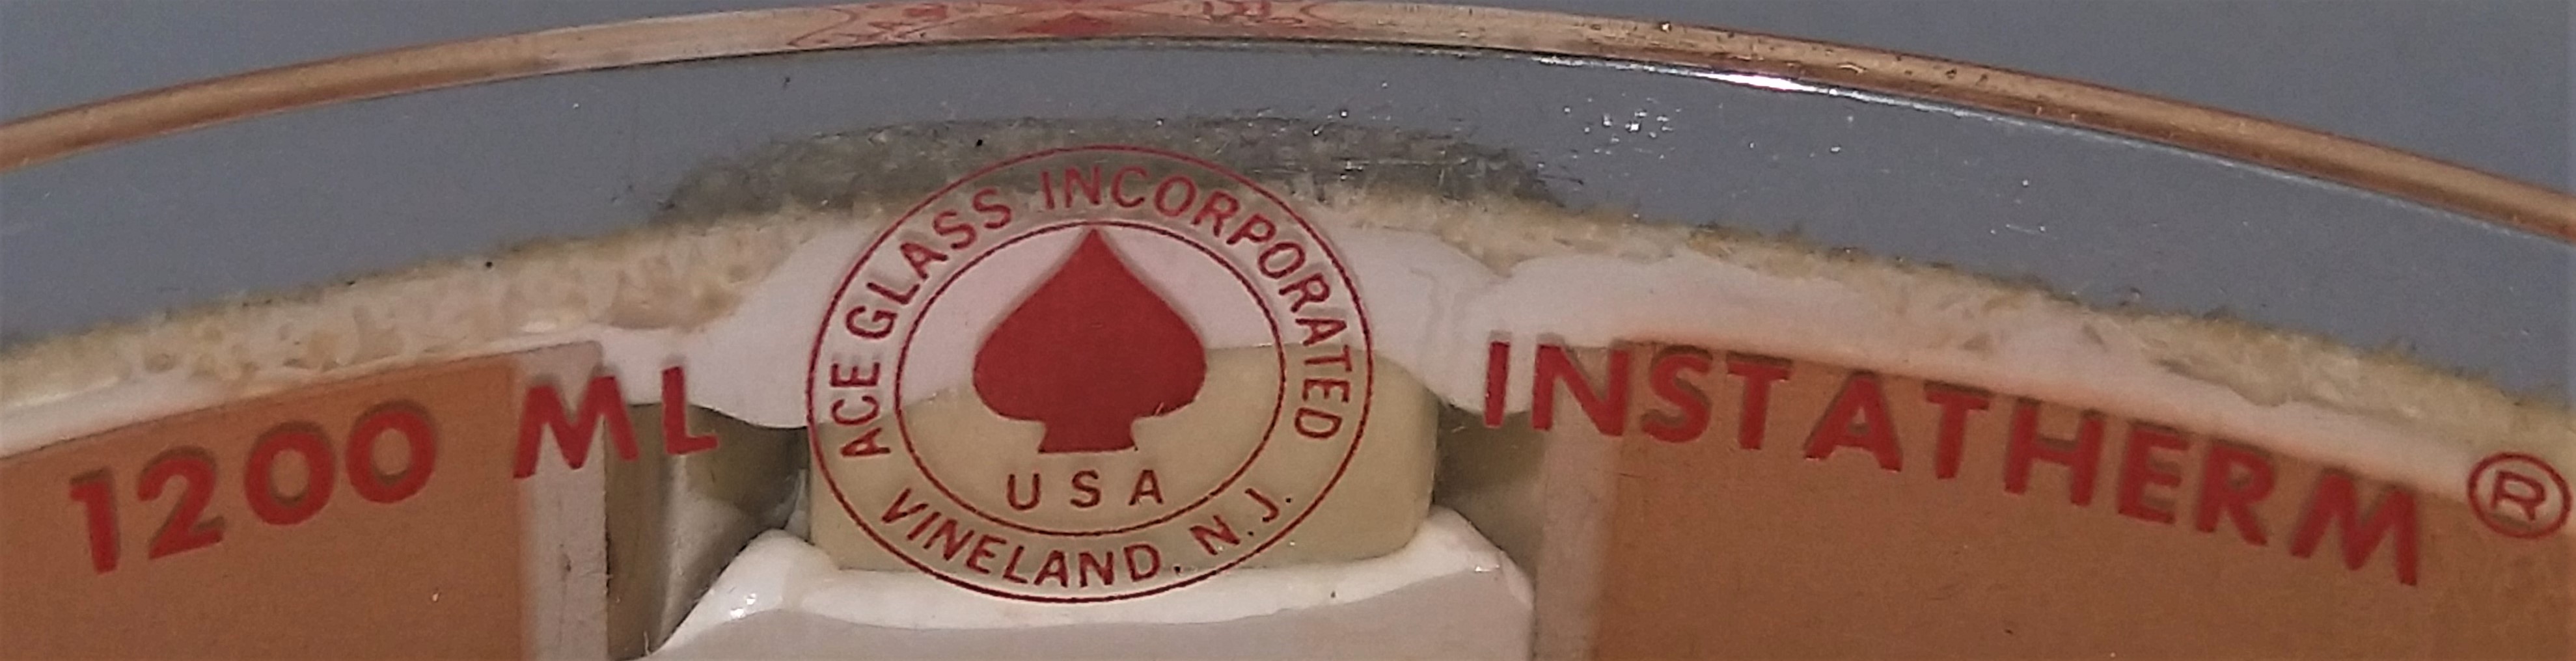 1200 ML
ACE GLASS INCORPORATED
USA
VINELAND. N.J.
INSTATHERM ®